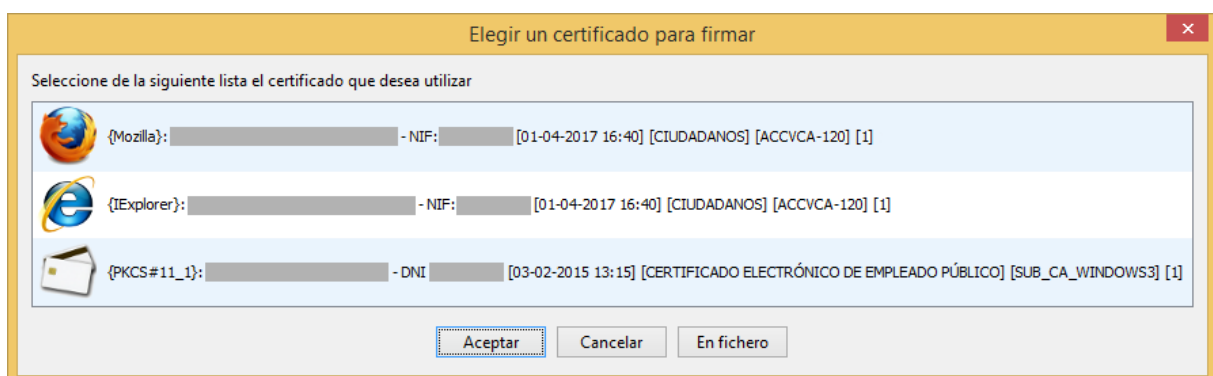 Elegir un certificado para firmar
Seleccione de la siguiente lista el certificado que desea utilizar
{Mozilla}: - NIF: [01-04-2017 16:40] [CIUDADANOS] [ACCVCA-120] [1]
{IExplorer}: - NIF: [01-04-2017 16:40] [CIUDADANOS] [ACCVCA-120] [1]
{PKCS#11_1}: - DNI [03-02-2015 13:15] [CERTIFICADO ELECTRÓNICO DE EMPLEADO PÚBLICO] [SUB_CA_WINDOWS3] [1]
Aceptar Cancelar En fichero